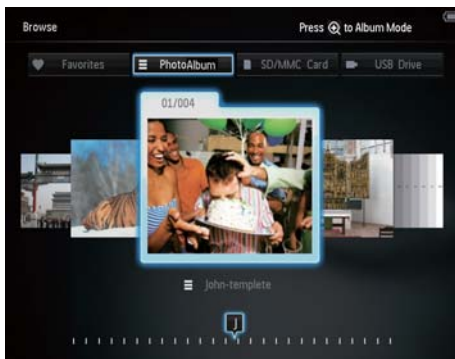 Browse
Press to Album Mode
Favorites
PhotoAlbum
SD/MMC Card
USB Drive
01/004
John-templete
J